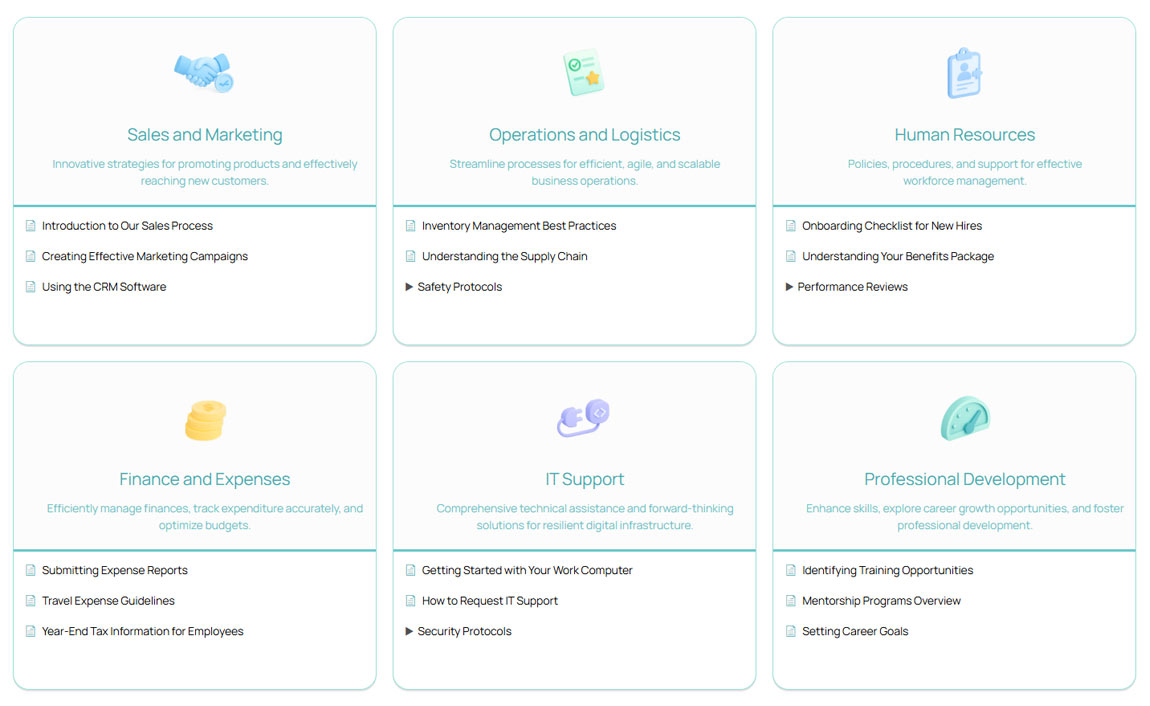 Sales and Marketing
Innovative strategies for promoting products and effectively
reaching new customers.
Introduction to Our Sales Process
Creating Effective Marketing Campaigns
Using the CRM Software
Operations and Logistics
Streamline processes for efficient, agile, and scalable
business operations.
Inventory Management Best Practices
Understanding the Supply Chain
Safety Protocols
Human Resources
Policies, procedures, and support for effective
workforce management.
Onboarding Checklist for New Hires
Understanding Your Benefits Package
Performance Reviews
Finance and Expenses
Efficiently manage finances, track expenditure accurately, and
optimize budgets.
Submitting Expense Reports
Travel Expense Guidelines
Year-End Tax Information for Employees
IT Support
Comprehensive technical assistance and forward-thinking
solutions for resilient digital infrastructure.
Getting Started with Your Work Computer
How to Request IT Support
Security Protocols
Professional Development
Enhance skills, explore career growth opportunities, and foster
professional development.
Identifying Training Opportunities
Mentorship Programs Overview
Setting Career Goals